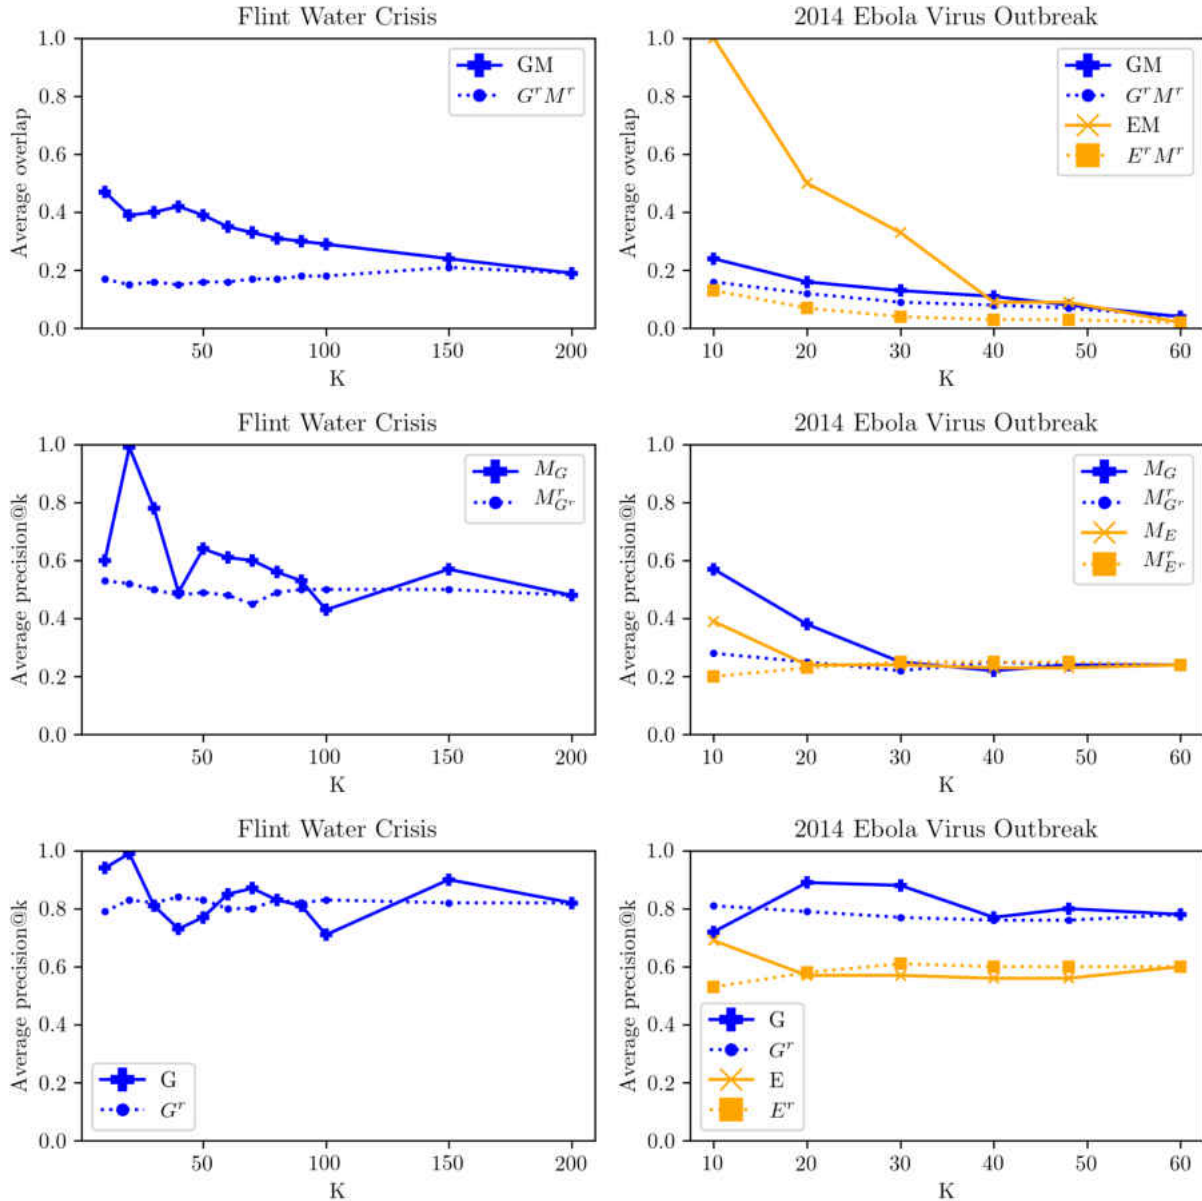 Flint Water Crisis
1.0
0.8
0.6
0.4
0.2
0.0
Average overlap
GM
GʳMʳ
50 100 150 200
K
2014 Ebola Virus Outbreak
1.0
0.8
0.6
0.4
0.2
0.0
Average overlap
GM
GʳMʳ
EM
EʳMʳ
10 20 30 40 50 60
K
Flint Water Crisis
1.0
0.8
0.6
0.4
0.2
0.0
Average precision@k
M_G
M^r_{G^r}
50 100 150 200
K
2014 Ebola Virus Outbreak
1.0
0.8
0.6
0.4
0.2
0.0
Average precision@k
M_G
M^r_{G^r}
M_E
M^r_{E^r}
10 20 30 40 50 60
K
Flint Water Crisis
1.0
0.8
0.6
0.4
0.2
0.0
Average precision@k
G
Gʳ
50 100 150 200
K
2014 Ebola Virus Outbreak
1.0
0.8
0.6
0.4
0.2
0.0
Average precision@k
G
Gʳ
E
Eʳ
10 20 30 40 50 60
K